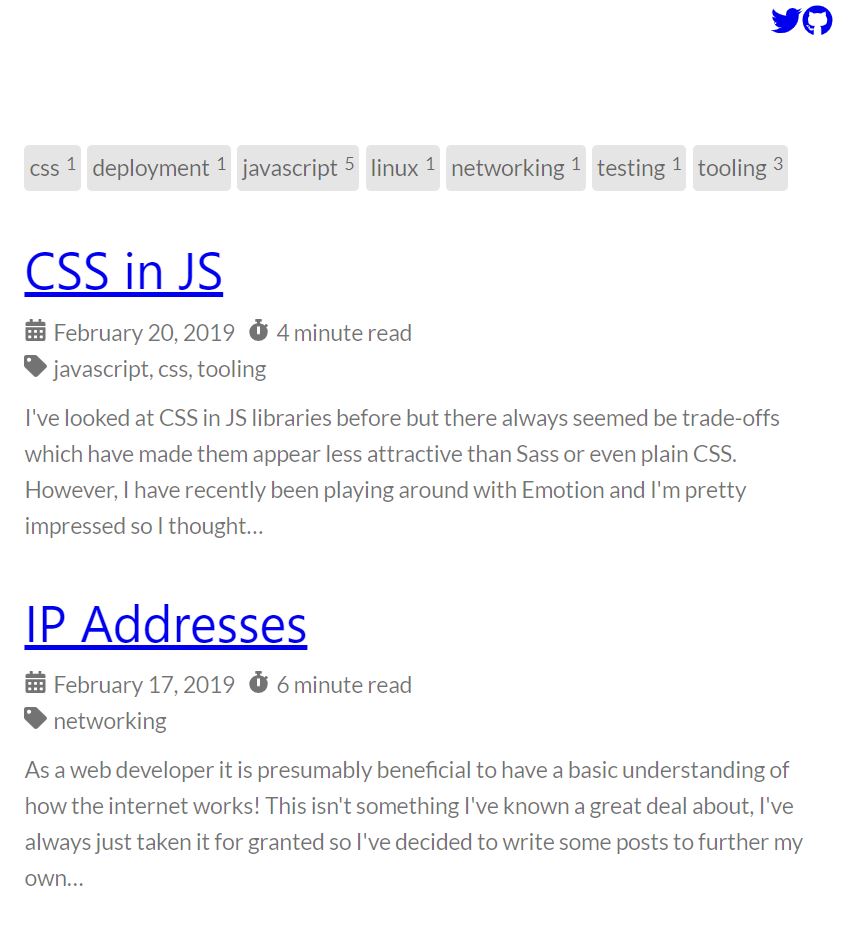 css 1 deployment 1 javascript 5 linux 1 networking 1 testing 1 tooling 3
CSS in JS
February 20, 2019 4 minute read
javascript, css, tooling
I've looked at CSS in JS libraries before but there always seemed be trade-offs
which have made them appear less attractive than Sass or even plain CSS.
However, I have recently been playing around with Emotion and I'm pretty
impressed so I thought…
IP Addresses
February 17, 2019 6 minute read
networking
As a web developer it is presumably beneficial to have a basic understanding of
how the internet works! This isn't something I've known a great deal about, I've
always just taken it for granted so I've decided to write some posts to further my
own…